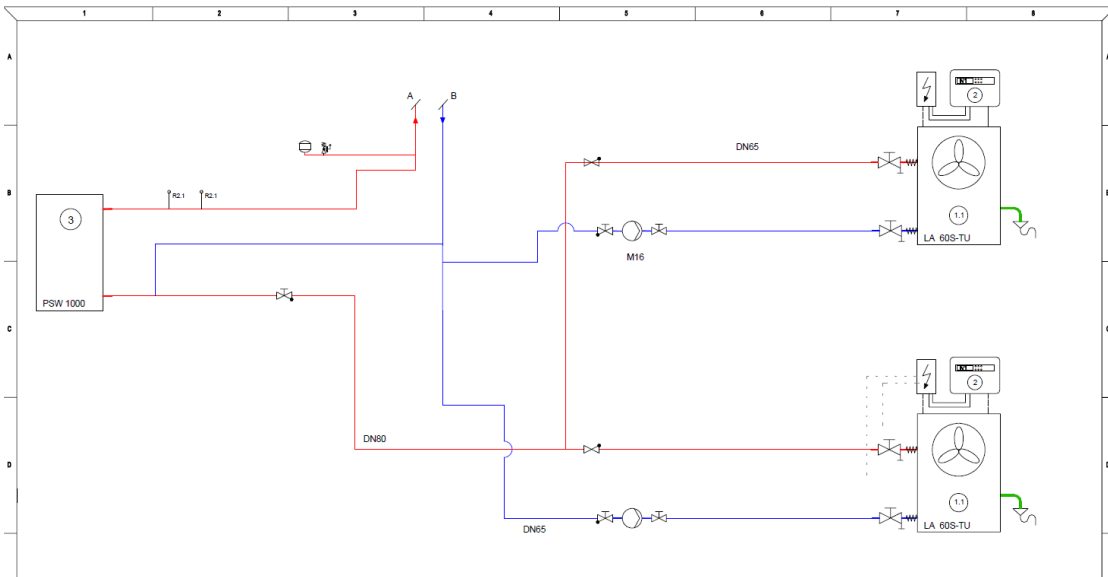 1 2 3 4 5 6 7 8
A
A B
2
DN65
B
R2.1 R2.1
3
1.1
LA 60S-TU
M16
PSW 1000
C
2
DN80
D
1.1
LA 60S-TU
DN65